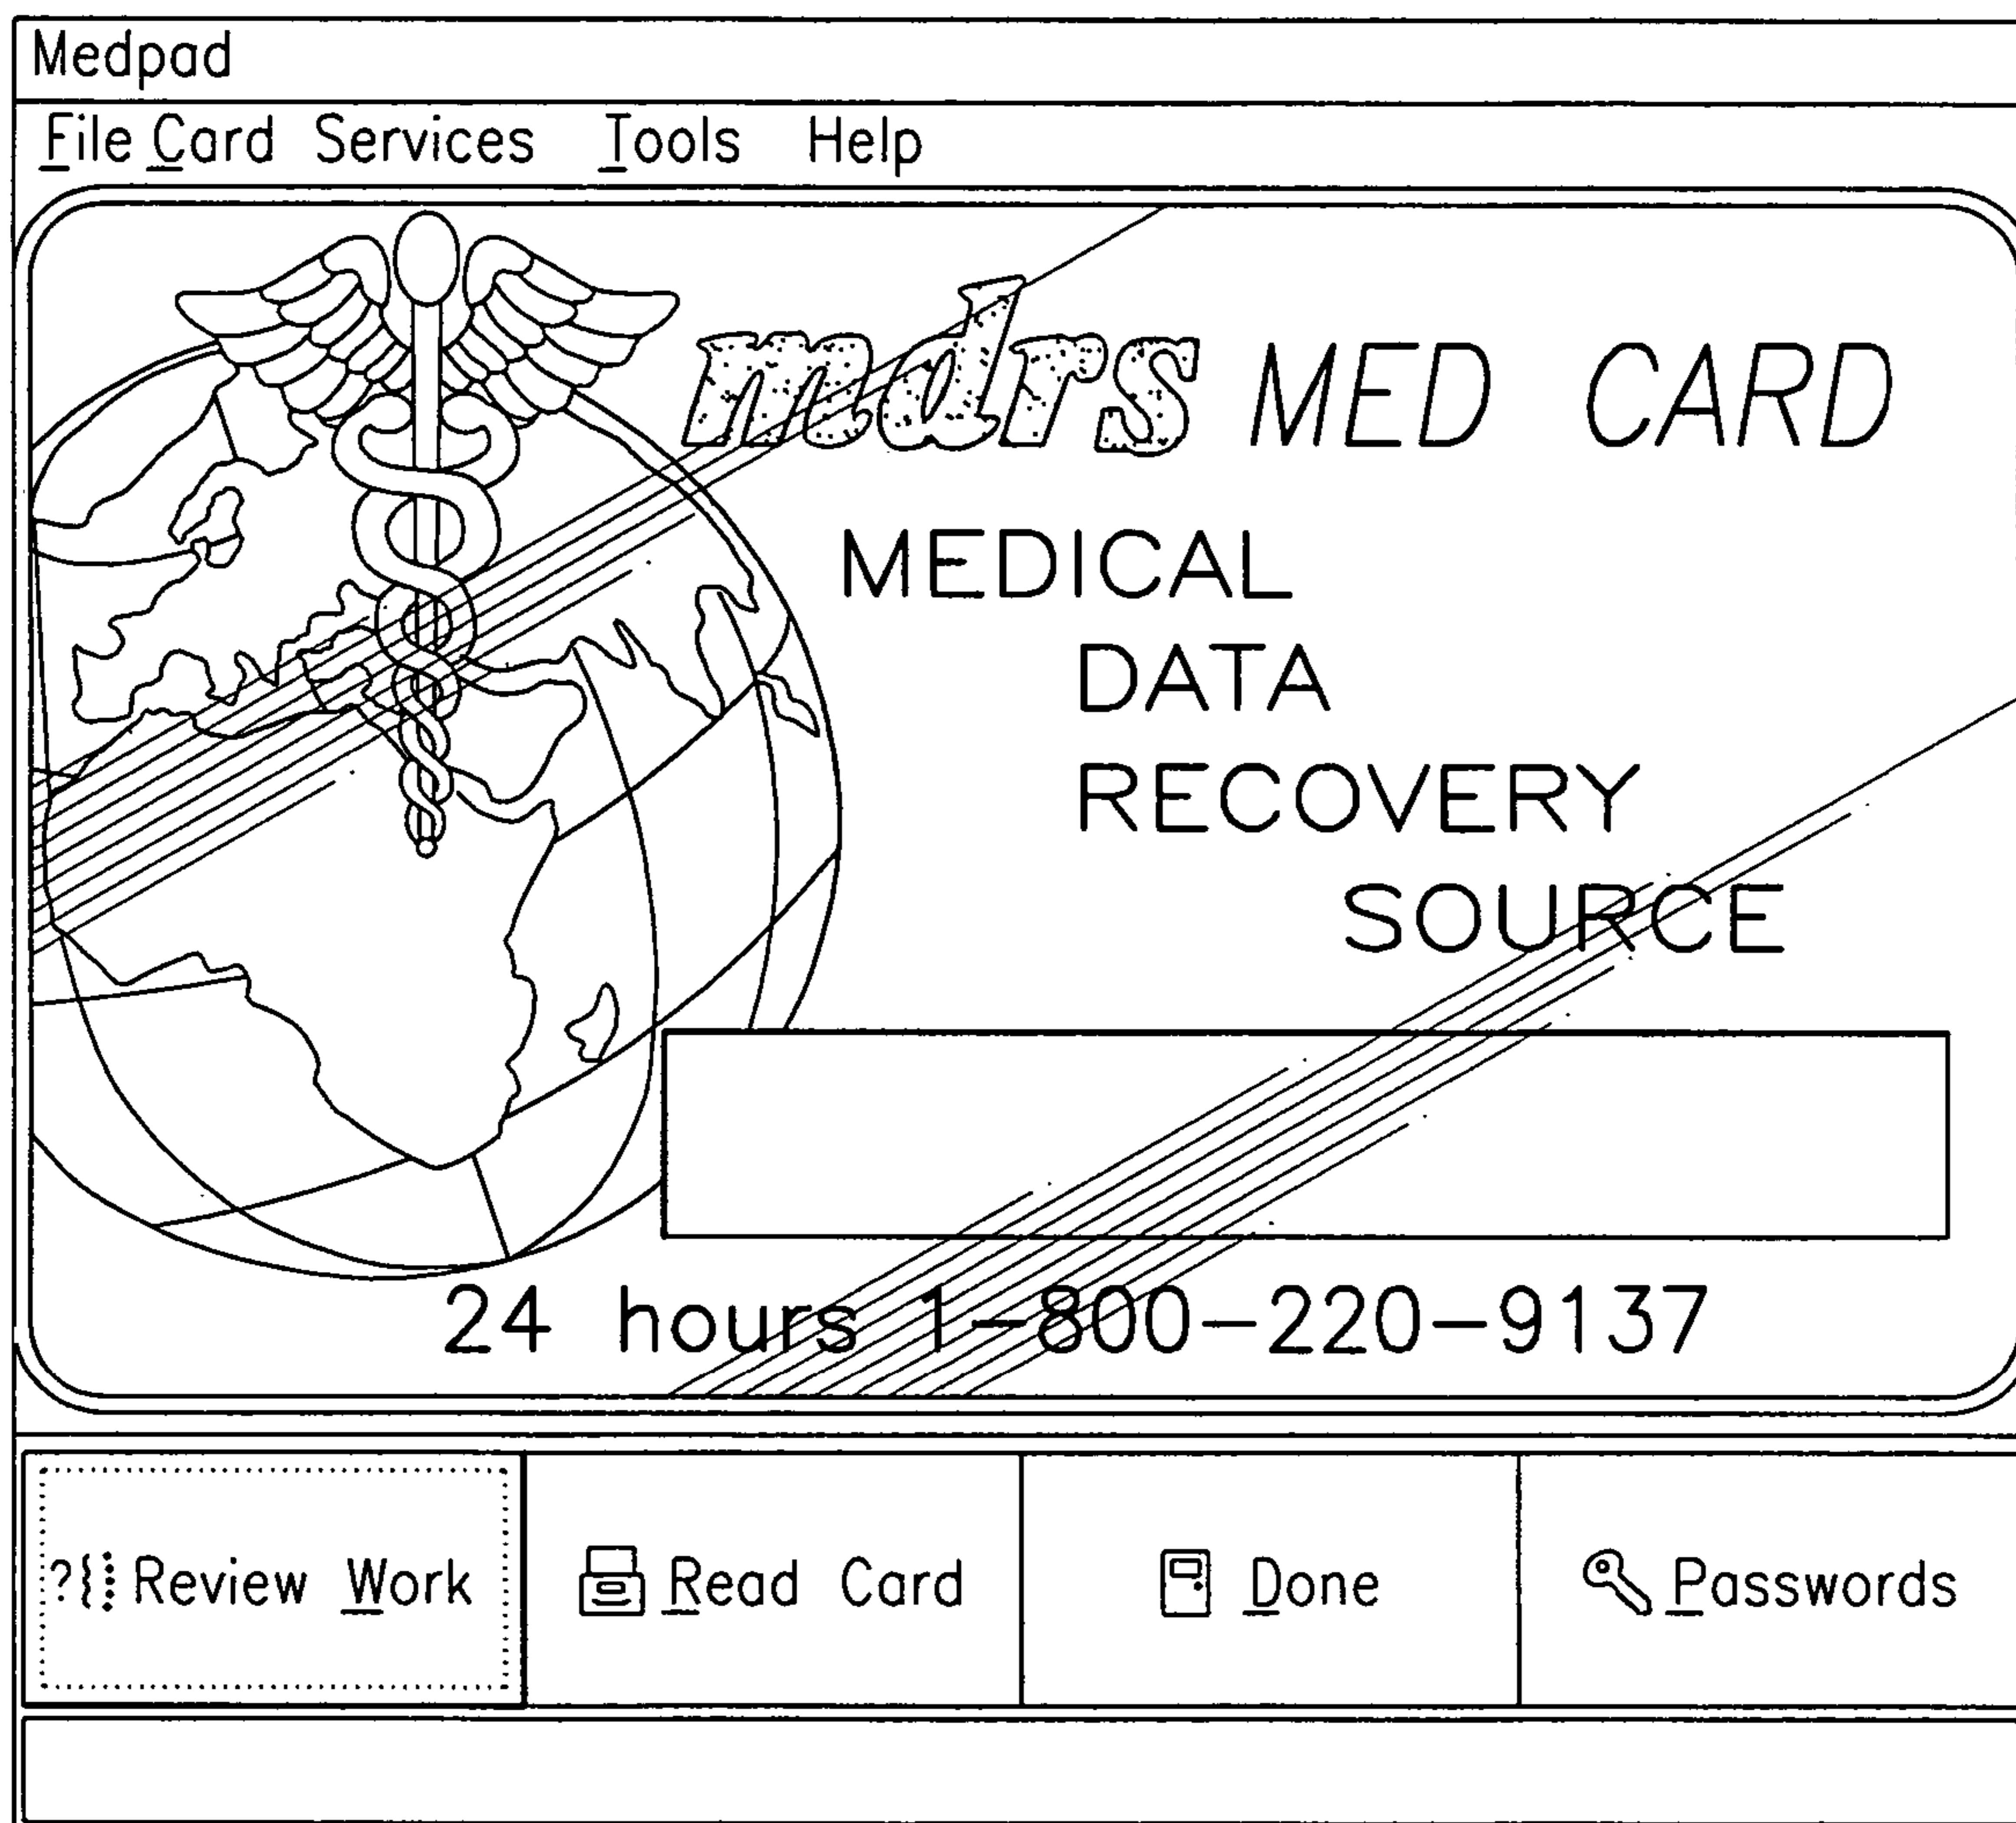 Medpad
File Card Services Tools Help
mdrs MED CARD
MEDICAL
DATA
RECOVERY
SOURCE
24 hours 1-800-220-9137
Review Work Read Card Done Passwords